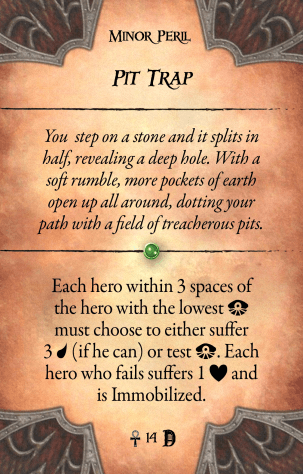 Minor Peril
Pit Trap
You step on a stone and it splits in
half, revealing a deep hole. With a
soft rumble, more pockets of earth
open up all around, dotting your
path with a field of treacherous pits.
Each hero within 3 spaces of
the hero with the lowest
must choose to either suffer
3 (if he can) or test . Each
hero who fails suffers 1 ♥ and
is Immobilized.
☥ 14 D